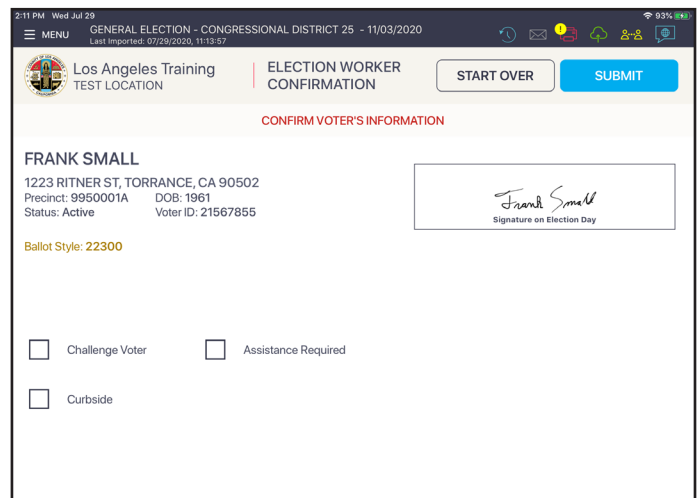 2:11 PM Wed Jul 29
93%
MENU
GENERAL ELECTION - CONGRESSIONAL DISTRICT 25 - 11/03/2020
Last Imported: 07/29/2020, 11:13:57
Los Angeles Training
TEST LOCATION
ELECTION WORKER
CONFIRMATION
START OVER
SUBMIT
CONFIRM VOTER'S INFORMATION
FRANK SMALL
1223 RITNER ST, TORRANCE, CA 90502
Precinct: 9950001A DOB: 1961
Status: Active Voter ID: 21567855
Frank Small
Signature on Election Day
Ballot Style: 22300
Challenge Voter
Assistance Required
Curbside